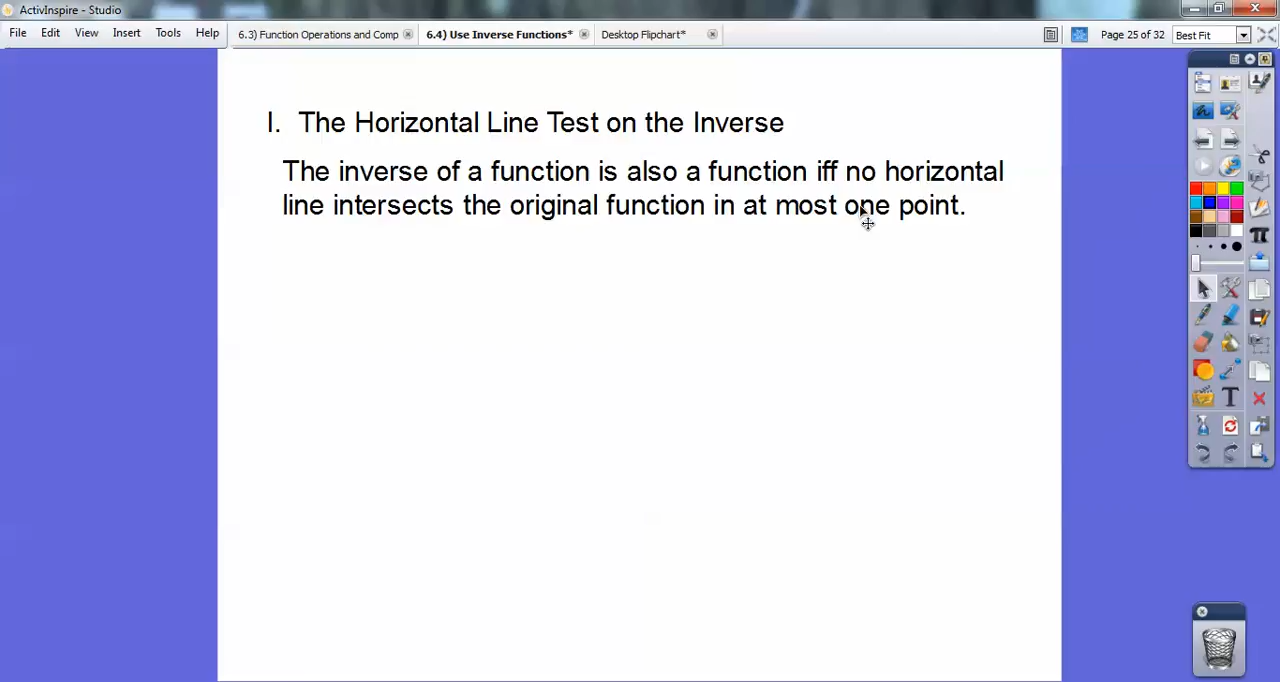 ActivInspire - Studio
File Edit View Insert Tools Help
6.3) Function Operations and Comp
6.4) Use Inverse Functions*
Desktop Flipchart*
Page 25 of 32
Best Fit
I. The Horizontal Line Test on the Inverse
The inverse of a function is also a function iff no horizontal
line intersects the original function in at most one point.